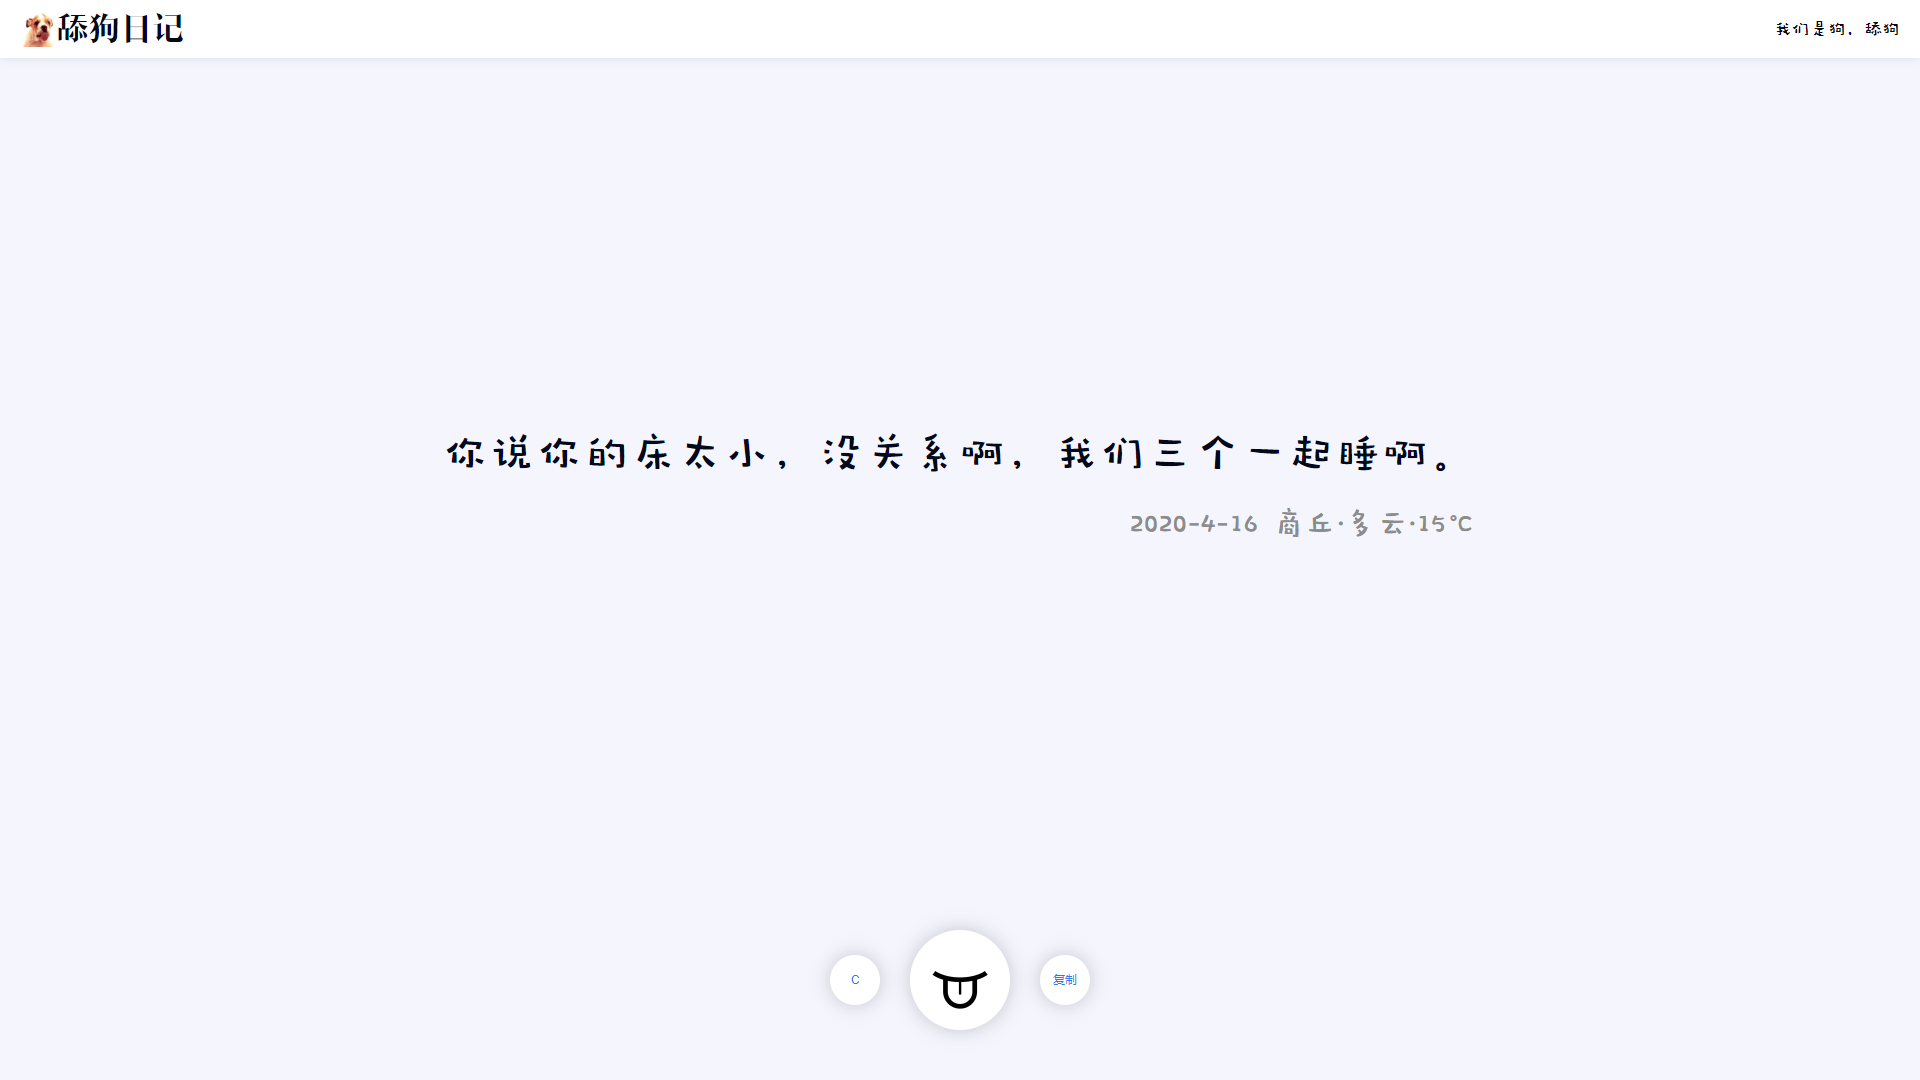 舔狗日记
我们是狗,舔狗
你说你的床太小,没关系啊,我们三个一起睡啊。
2020-4-16 商丘·多云·15℃
C
复制